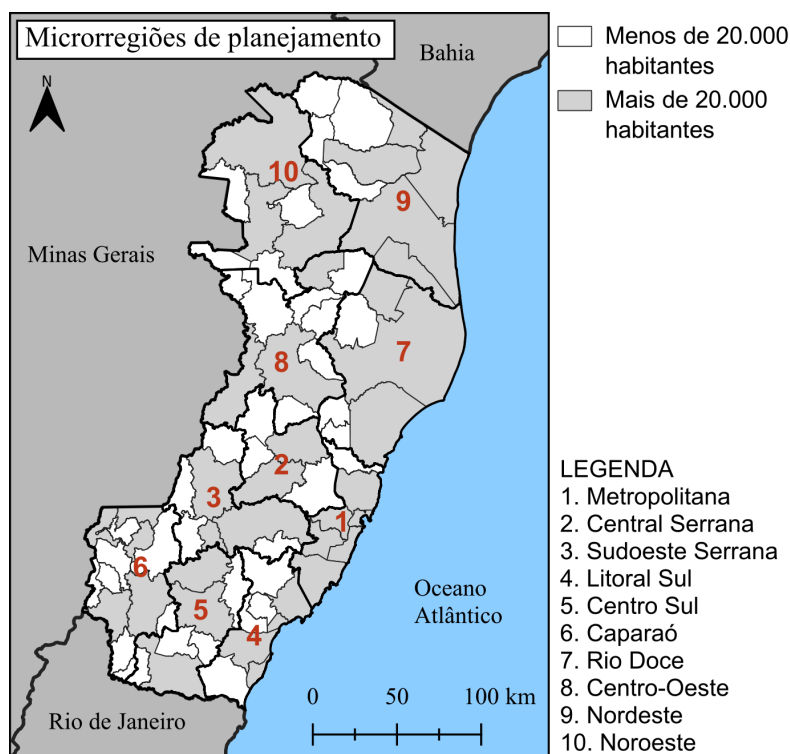 Microrregiões de planejamento
Bahia
N
Menos de 20.000
habitantes
Mais de 20.000
habitantes
10
9
Minas Gerais
7
8
2
3
1
6
5
4
Oceano
Atlântico
Rio de Janeiro
0 50 100 km
LEGENDA
1. Metropolitana
2. Central Serrana
3. Sudoeste Serrana
4. Litoral Sul
5. Centro Sul
6. Caparaó
7. Rio Doce
8. Centro-Oeste
9. Nordeste
10. Noroeste